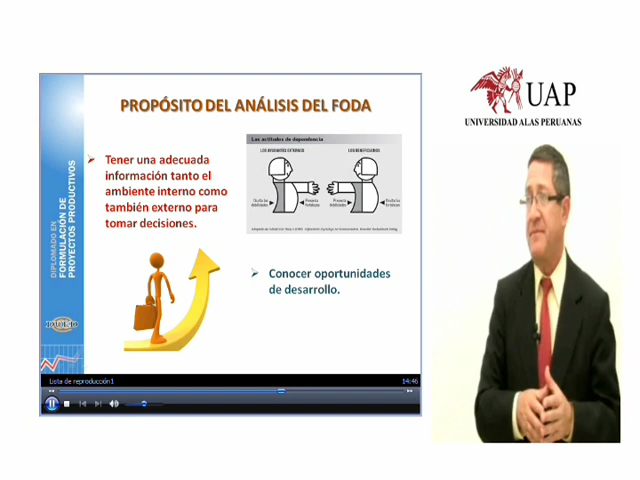 PROPÓSITO DEL ANÁLISIS DEL FODA
UAP
UNIVERSIDAD ALAS PERUANAS
DIPLOMADO EN
FORMULACIÓN DE
PROYECTOS PRODUCTIVOS
Tener una adecuada
información tanto el
ambiente interno como
también externo para
tomar decisiones.
Las actitudes de dependencia
LOS AYUDANTES EXTERNOS
LOS BENEFICIARIOS
Conocer oportunidades
de desarrollo.
Lista de reproducción1
14:46